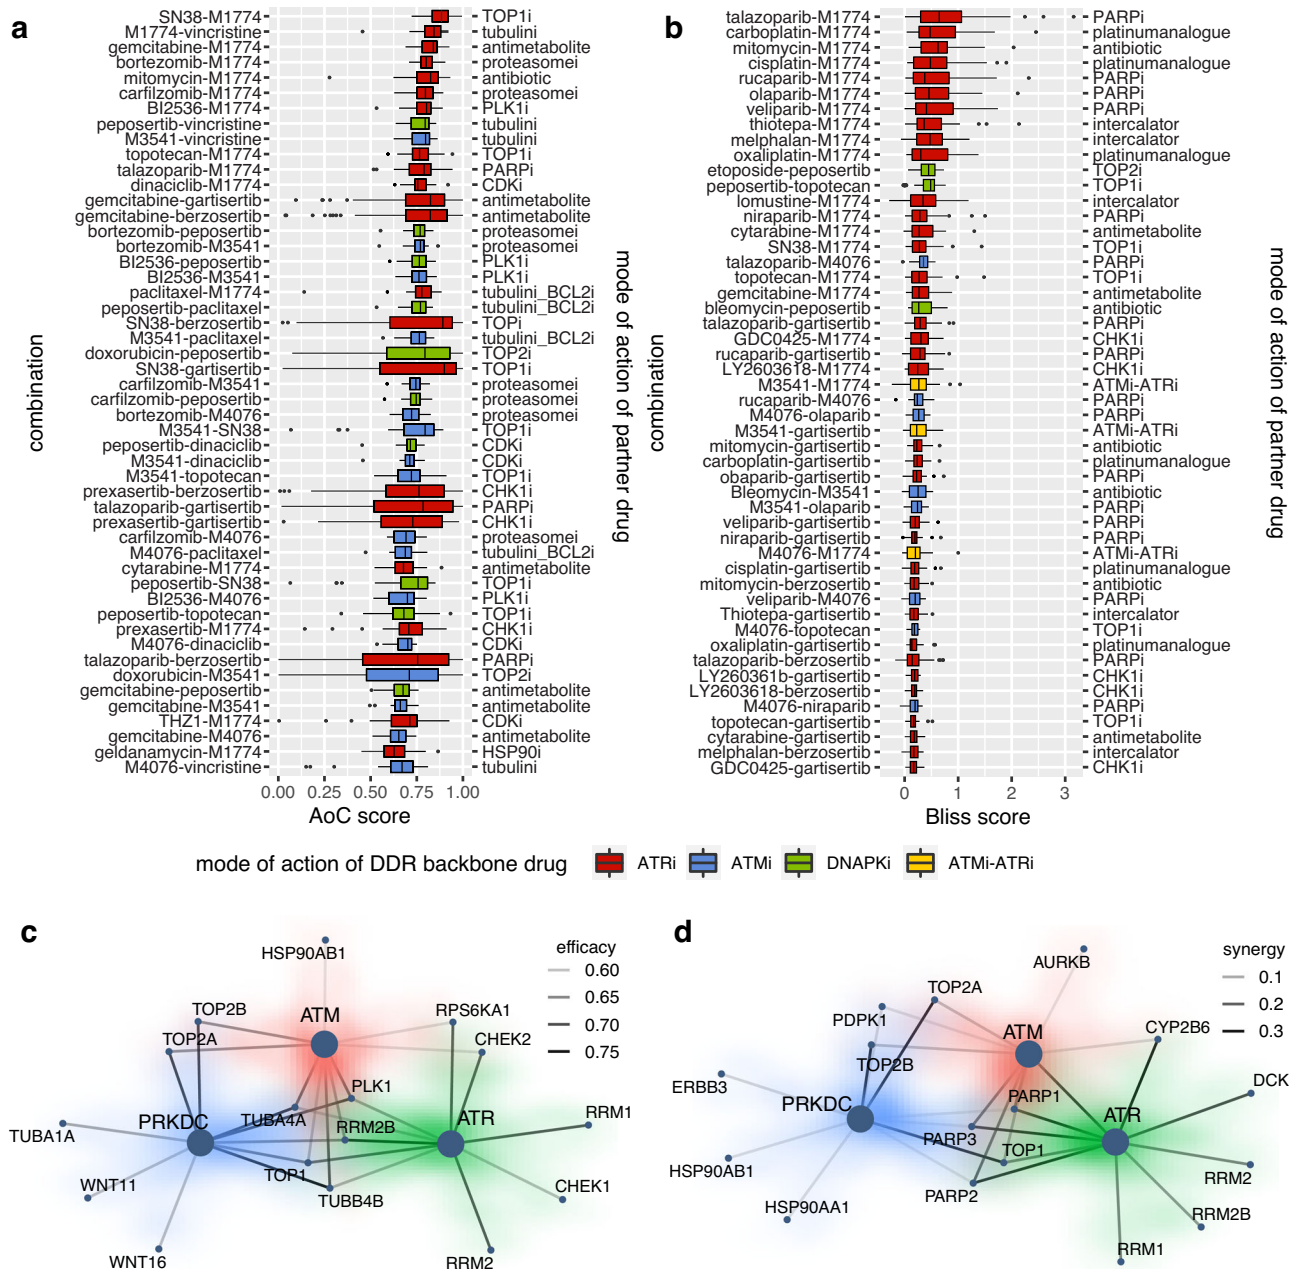 a
combination
SN38-M1774 TOP1i
M1774-vincristine tubulini
gemcitabine-M1774 antimetabolite
bortezomib-M1774 proteasomei
mitomycin-M1774 antibiotic
carfilzomib-M1774 proteasomei
BI2536-M1774 PLK1i
peposertib-vincristine tubulini
M3541-vincristine tubulini
topotecan-M1774 TOP1i
talazoparib-M1774 PARPi
dinaciclib-M1774 CDKi
gemcitabine-gartisertib antimetabolite
gemcitabine-berzosertib antimetabolite
bortezomib-peposertib proteasomei
bortezomib-M3541 proteasomei
BI2536-peposertib PLK1i
BI2536-M3541 PLK1i
paclitaxel-M1774 tubulini_BCL2i
peposertib-paclitaxel tubulini_BCL2i
SN38-berzosertib TOPi
M3541-paclitaxel tubulini_BCL2i
doxorubicin-peposertib TOP2i
SN38-gartisertib TOP1i
carfilzomib-M3541 proteasomei
carfilzomib-peposertib proteasomei
bortezomib-M4076 proteasomei
M3541-SN38 TOP1i
peposertib-dinaciclib CDKi
M3541-dinaciclib CDKi
M3541-topotecan TOP1i
prexasertib-berzosertib CHK1i
talazoparib-gartisertib PARPi
prexasertib-gartisertib CHK1i
carfilzomib-M4076 proteasomei
M4076-paclitaxel tubulini_BCL2i
cytarabine-M1774 antimetabolite
peposertib-SN38 TOP1i
BI2536-M4076 PLK1i
peposertib-topotecan TOP1i
prexasertib-M1774 CHK1i
M4076-dinaciclib CDKi
talazoparib-berzosertib PARPi
doxorubicin-M3541 TOP2i
gemcitabine-peposertib antimetabolite
gemcitabine-M3541 antimetabolite
THZ1-M1774 CDKi
gemcitabine-M4076 antimetabolite
geldanamycin-M1774 HSP90i
M4076-vincristine tubulini
mode of action of partner drug
0.00 0.25 0.50 0.75 1.00
AoC score
b
combination
talazoparib-M1774 PARPi
carboplatin-M1774 platinumanalogue
mitomycin-M1774 antibiotic
cisplatin-M1774 platinumanalogue
rucaparib-M1774 PARPi
olaparib-M1774 PARPi
veliparib-M1774 PARPi
thiotepa-M1774 intercalator
melphalan-M1774 intercalator
oxaliplatin-M1774 platinumanalogue
etoposide-peposertib TOP2i
peposertib-topotecan TOP1i
lomustine-M1774 intercalator
niraparib-M1774 PARPi
cytarabine-M1774 antimetabolite
SN38-M1774 TOP1i
talazoparib-M4076 PARPi
topotecan-M1774 TOP1i
gemcitabine-M1774 antimetabolite
bleomycin-peposertib antibiotic
talazoparib-gartisertib PARPi
GDC0425-M1774 CHK1i
rucaparib-gartisertib PARPi
LY2603618-M1774 CHK1i
M3541-M1774 ATMi-ATRi
rucaparib-M4076 PARPi
M4076-olaparib PARPi
M3541-gartisertib ATMi-ATRi
mitomycin-gartisertib antibiotic
carboplatin-gartisertib platinumanalogue
obaparib-gartisertib PARPi
Bleomycin-M3541 antibiotic
M3541-olaparib PARPi
veliparib-gartisertib PARPi
niraparib-gartisertib PARPi
M4076-M1774 ATMi-ATRi
cisplatin-gartisertib platinumanalogue
mitomycin-berzosertib antibiotic
veliparib-M4076 PARPi
Thiotepa-gartisertib intercalator
M4076-topotecan TOP1i
oxaliplatin-gartisertib platinumanalogue
talazoparib-berzosertib PARPi
LY260361b-gartisertib CHK1i
LY2603618-berzosertib CHK1i
M4076-niraparib PARPi
topotecan-gartisertib TOP1i
cytarabine-gartisertib antimetabolite
melphalan-berzosertib intercalator
GDC0425-gartisertib CHK1i
mode of action of partner drug
0 1 2 3
Bliss score
mode of action of DDR backbone drug ATRi ATMi DNAPKi ATMi-ATRi
c
efficacy
0.60
0.65
0.70
0.75
HSP90AB1
TOP2B
ATM
RPS6KA1
TOP2A
CHEK2
PLK1
PRKDC
TUBA4A
ATR
RRM1
TUBA1A
RRM2B
TOP1
WNT11
TUBB4B
CHEK1
WNT16
RRM2
d
synergy
0.1
0.2
0.3
AURKB
TOP2A
PDPK1
ATM
CYP2B6
TOP2B
ERBB3
DCK
PRKDC
PARP1
ATR
PARP3
TOP1
HSP90AB1
RRM2
PARP2
HSP90AA1
RRM2B
RRM1